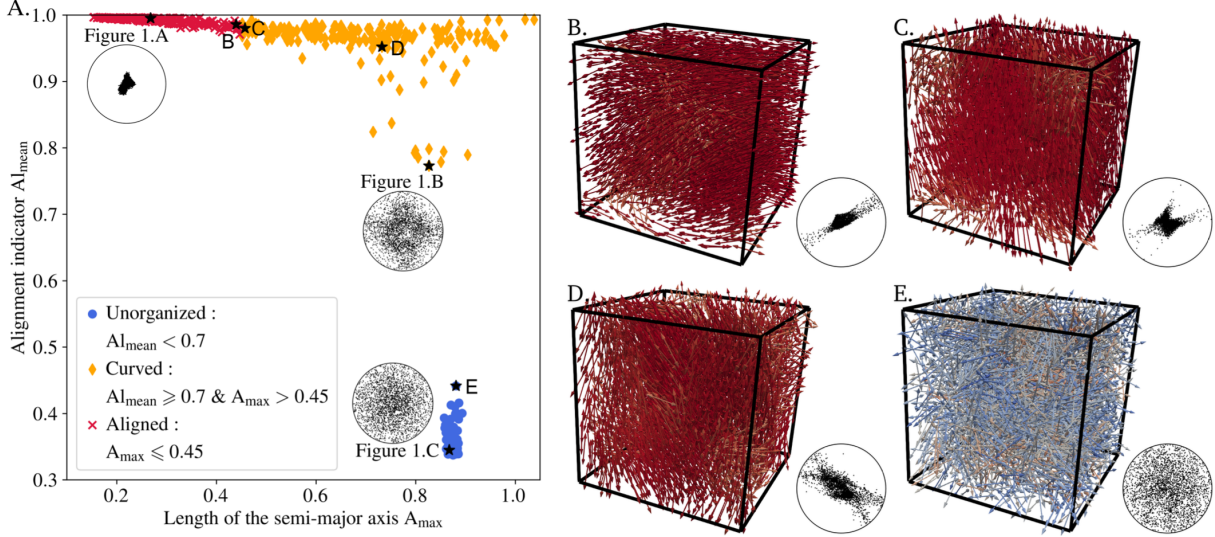 A.
1.0
0.9
0.8
0.7
0.6
0.5
0.4
0.3
Alignment indicator Al_mean
0.2
0.4
0.6
0.8
1.0
Length of the semi-major axis A_max
Figure 1.A
B
C
D
Figure 1.B
E
Figure 1.C
Unorganized :
Al_mean < 0.7
Curved :
Al_mean ⩾ 0.7 & A_max > 0.45
Aligned :
A_max ⩽ 0.45
B.
C.
D.
E.